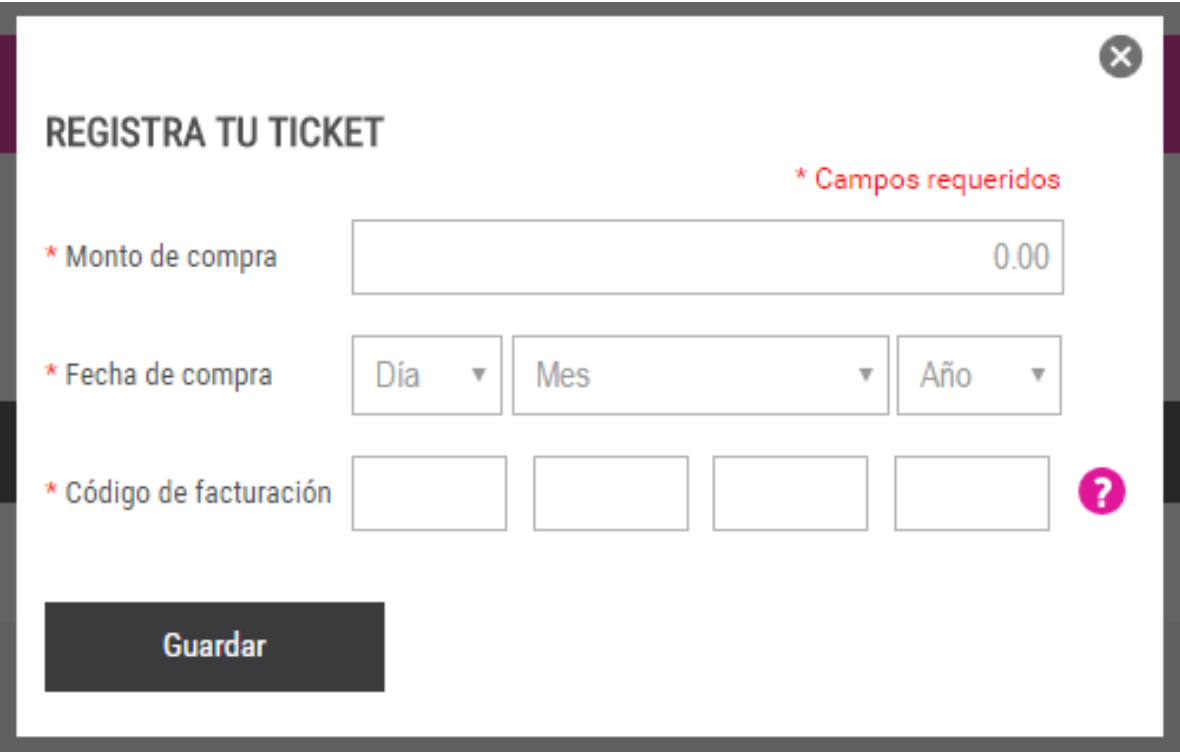 REGISTRA TU TICKET
* Campos requeridos
* Monto de compra 0.00
* Fecha de compra Día Mes Año
* Código de facturación ?
Guardar